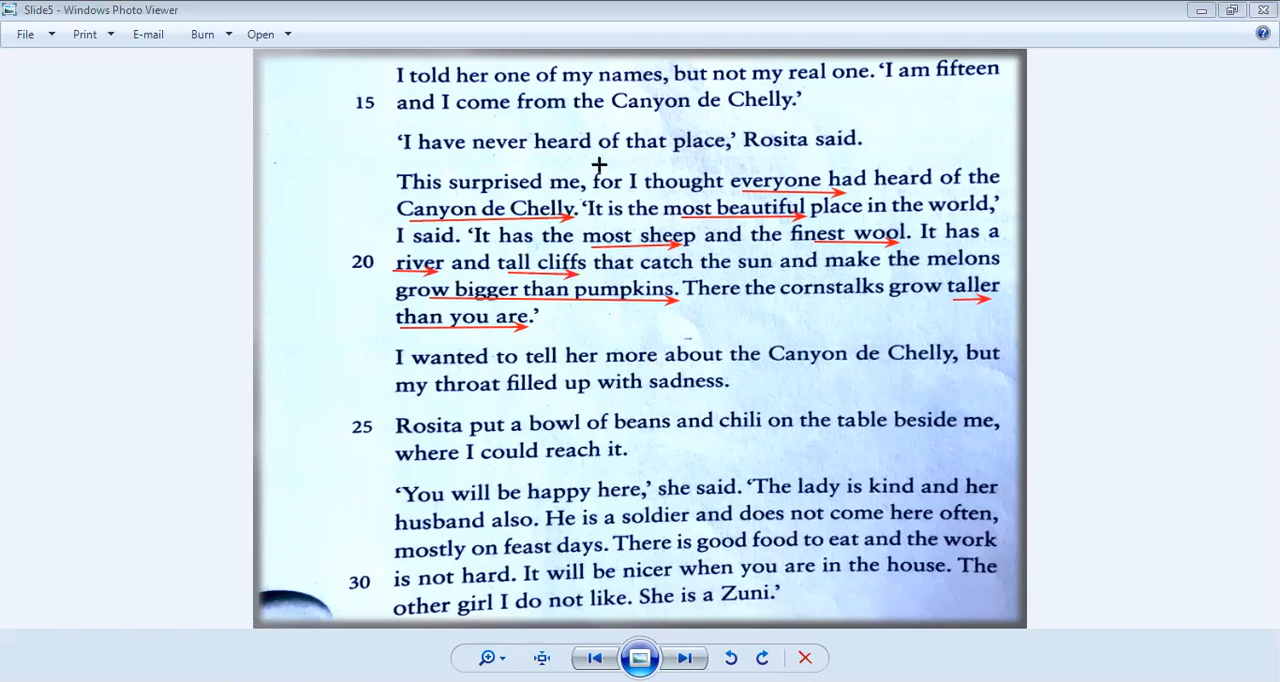 Slide5 - Windows Photo Viewer
File Print E-mail Burn Open
I told her one of my names, but not my real one. ‘I am fifteen
15 and I come from the Canyon de Chelly.’
‘I have never heard of that place,’ Rosita said.
This surprised me, for I thought everyone had heard of the
Canyon de Chelly. ‘It is the most beautiful place in the world,’
I said. ‘It has the most sheep and the finest wool. It has a
20 river and tall cliffs that catch the sun and make the melons
grow bigger than pumpkins. There the cornstalks grow taller
than you are.’
I wanted to tell her more about the Canyon de Chelly, but
my throat filled up with sadness.
25 Rosita put a bowl of beans and chili on the table beside me,
where I could reach it.
‘You will be happy here,’ she said. ‘The lady is kind and her
husband also. He is a soldier and does not come here often,
mostly on feast days. There is good food to eat and the work
30 is not hard. It will be nicer when you are in the house. The
other girl I do not like. She is a Zuni.’